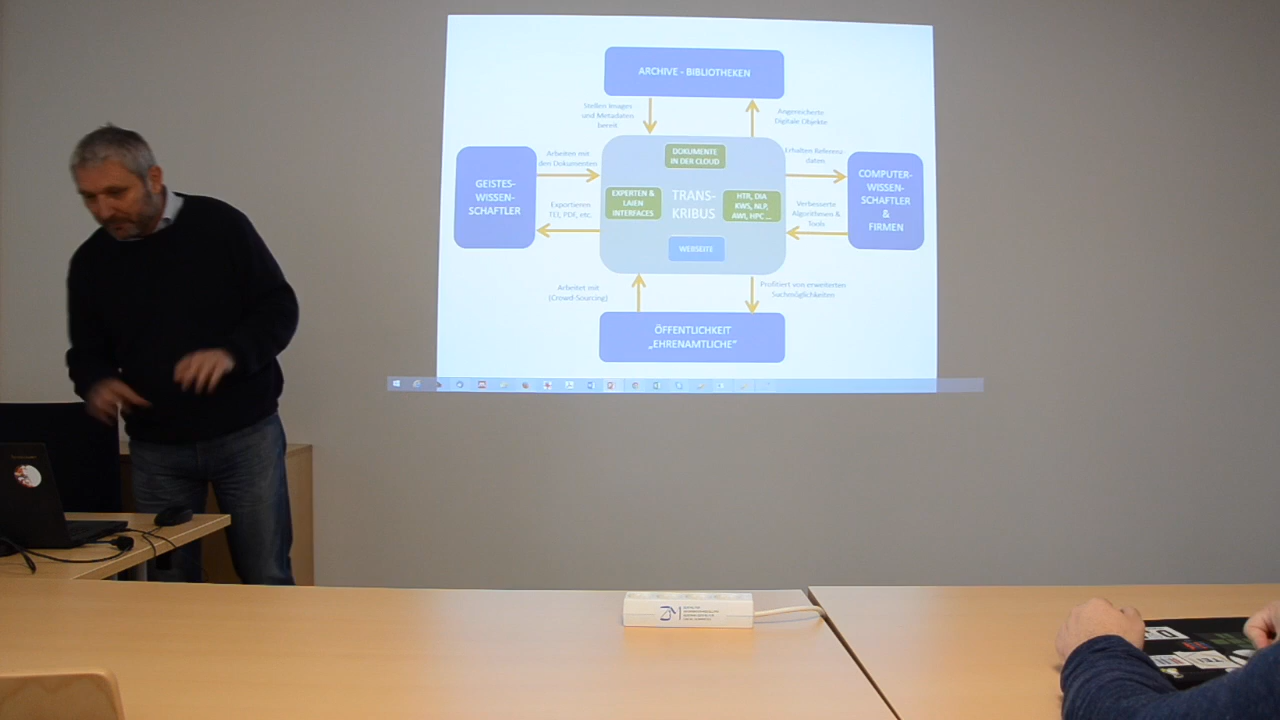 ARCHIVE - BIBLIOTHEKEN
Stellen Images
und Metadaten
bereit
Angereicherte
Digitale Objekte
DOKUMENTE
IN DER CLOUD
Arbeiten mit
den Dokumenten
Erhalten Referenz
daten
GEISTES-
WISSEN-
SCHAFTLER
EXPERTEN &
LAIEN
INTERFACES
TRANS-
KRIBUS
HTR, DIA
KWS, NLP,
AWI, HPC ...
COMPUTER-
WISSEN-
SCHAFTLER
&
FIRMEN
Exportieren
TEI, PDF, etc.
Verbesserte
Algorithmen &
Tools
WEBSEITE
Arbeitet mit
(Crowd-Sourcing)
Profitiert von erweiterten
Suchmöglichkeiten
ÖFFENTLICHKEIT
„EHRENAMTLICHE“